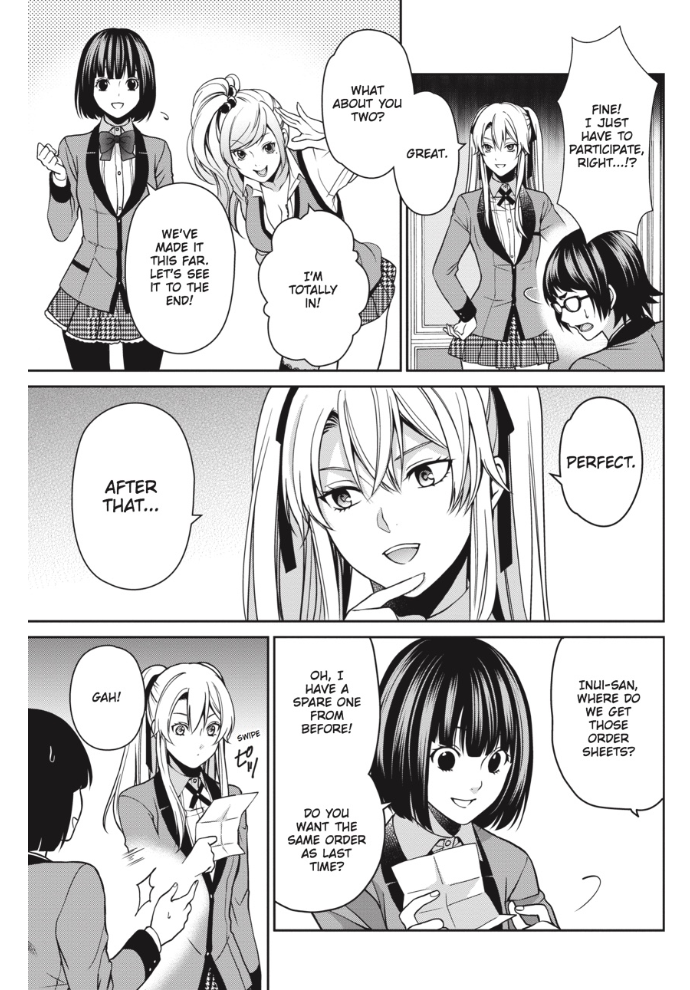 FINE!
I JUST
HAVE TO
PARTICIPATE,
RIGHT...!?
GREAT.
WHAT
ABOUT YOU
TWO?
I'M
TOTALLY
IN!
WE'VE
MADE IT
THIS FAR.
LET'S SEE
IT TO
THE END!
PERFECT.
AFTER
THAT...
INUI-SAN,
WHERE DO
WE GET
THOSE
ORDER
SHEETS?
OH, I
HAVE A
SPARE ONE
FROM
BEFORE!
DO YOU
WANT THE
SAME ORDER
AS LAST
TIME?
SWIPE
ピッ
GAH!